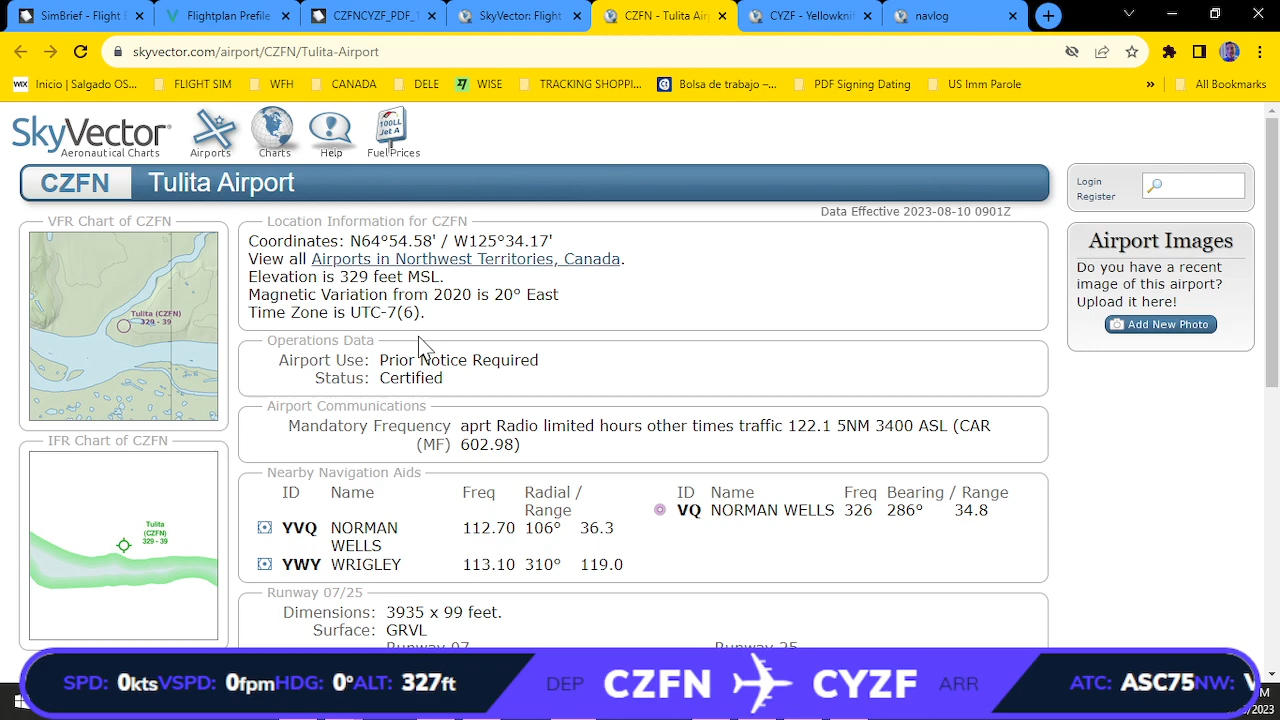 SimBrief - Flight B
Tulita Profile
CZFNCYZF_PDF_1
SkyVector: Flight
CZFN - Tulita Air
CYZF - Yellowkni
navlog
skyvector.com/airport/CZFN/Tulita-Airport
WIX Inicio | Salgado OS...
FLIGHT SIM
WFH
CANADA
DELE
WISE
TRACKING SHOPPI...
Bolsa de trabajo –...
PDF Signing Dating
US Imm Parole
»
All Bookmarks
SkyVector
Aeronautical Charts
Airports
Charts
Help
100LL
Jet A
Fuel Prices
CZFN Tulita Airport
Login
Register
Data Effective 2023-08-10 0901Z
VFR Chart of CZFN
Tulita (CZFN)
329 - 39
IFR Chart of CZFN
Tulita
(CZFN)
329 - 39
Location Information for CZFN
Coordinates: N64°54.58' / W125°34.17'
View all Airports in Northwest Territories, Canada.
Elevation is 329 feet MSL.
Magnetic Variation from 2020 is 20° East
Time Zone is UTC-7(6).
Operations Data
Airport Use: Prior Notice Required
Status: Certified
Airport Communications
Mandatory Frequency aprt Radio limited hours other times traffic 122.1 5NM 3400 ASL (CAR
(MF) 602.98)
Nearby Navigation Aids
ID Name Freq Radial / Range
YVQ NORMAN WELLS 112.70 106° 36.3
YWY WRIGLEY 113.10 310° 119.0
ID Name Freq Bearing / Range
VQ NORMAN WELLS 326 286° 34.8
Runway 07/25
Dimensions: 3935 x 99 feet.
Surface: GRVL
Runway 07 Runway 25
Airport Images
Do you have a recent
image of this airport?
Upload it here!
Add New Photo
SPD: 0kts VSPD: 0fpm HDG: 0° ALT: 327ft
DEP CZFN CYZF ARR
ATC: ASC75 NW:
M
/2023